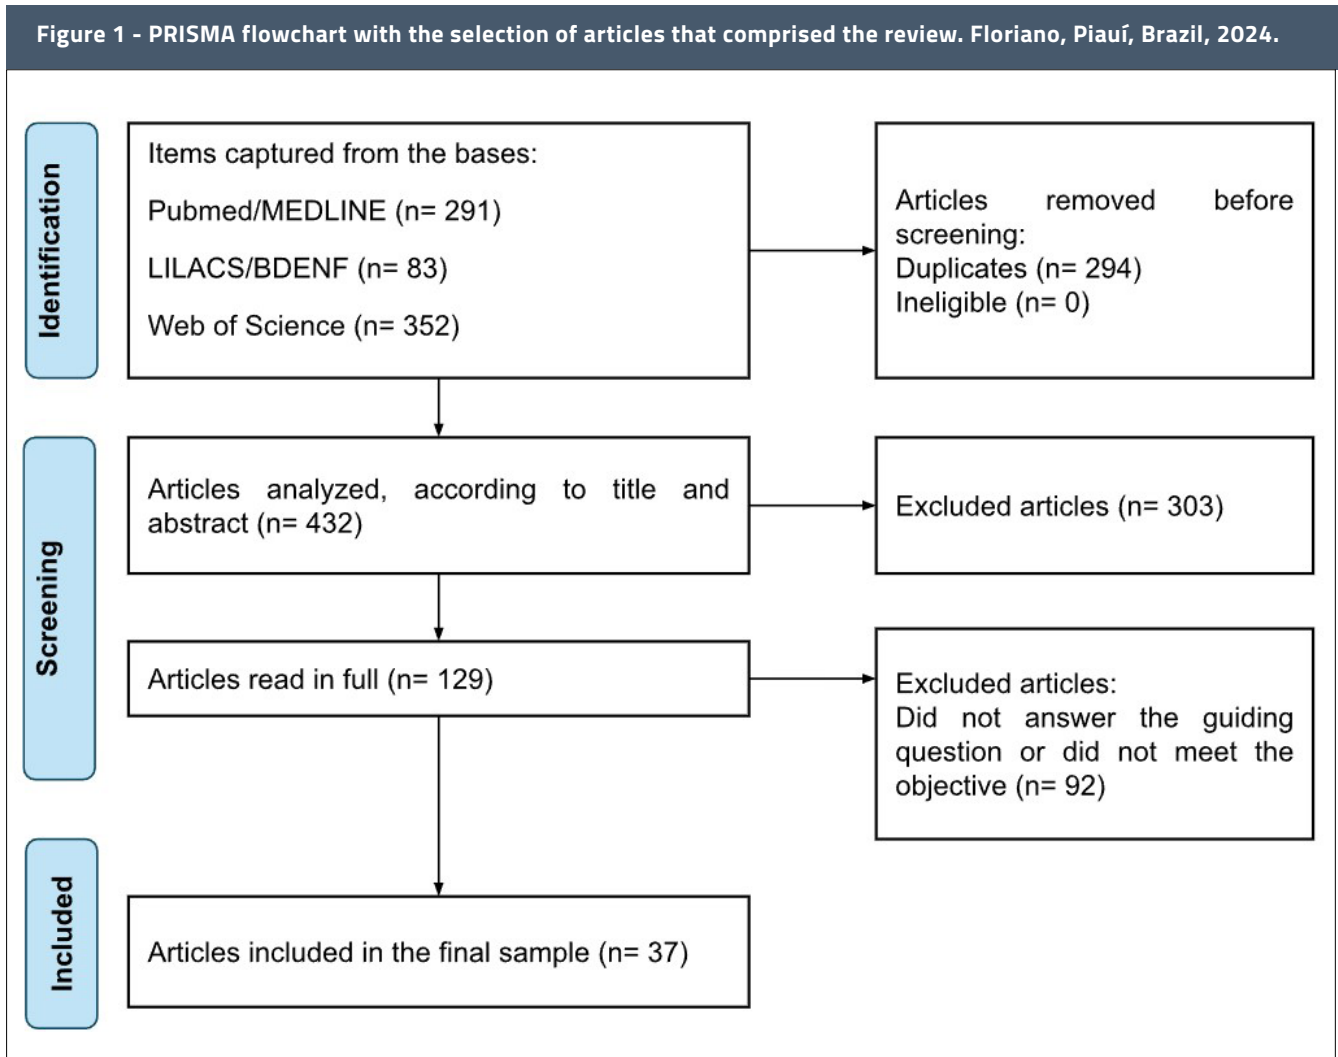 Figure 1 - PRISMA flowchart with the selection of articles that comprised the review. Floriano, Piauí, Brazil, 2024.
Identification
Items captured from the bases:
Pubmed/MEDLINE (n= 291)
LILACS/BDENF (n= 83)
Web of Science (n= 352)
Articles removed before
screening:
Duplicates (n= 294)
Ineligible (n= 0)
Screening
Articles analyzed, according to title and
abstract (n= 432)
Excluded articles (n= 303)
Articles read in full (n= 129)
Excluded articles:
Did not answer the guiding
question or did not meet the
objective (n= 92)
Included
Articles included in the final sample (n= 37)